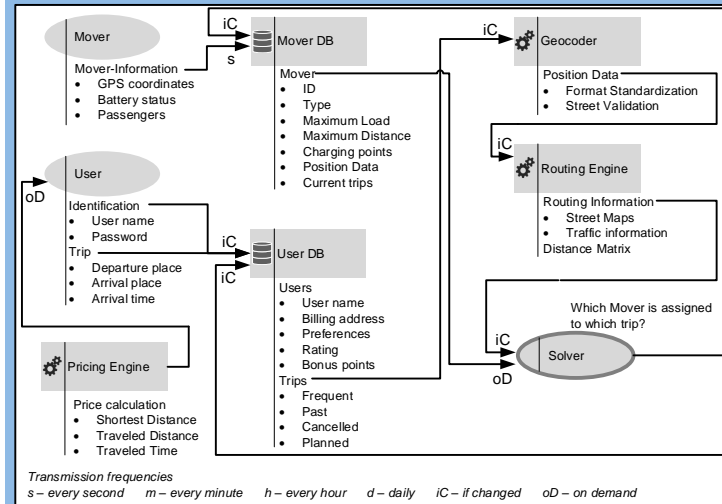 Mover
Mover-Information
• GPS coordinates
• Battery status
• Passengers
iC
s
Mover DB
Mover
• ID
• Type
• Maximum Load
• Maximum Distance
• Charging points
• Position Data
• Current trips
iC
Geocoder
Position Data
• Format Standardization
• Street Validation
iC
Routing Engine
Routing Information
• Street Maps
• Traffic information
Distance Matrix
User
oD
Identification
• User name
• Password
Trip
• Departure place
• Arrival place
• Arrival time
iC
iC
User DB
Users
• User name
• Billing address
• Preferences
• Rating
• Bonus points
Trips
• Frequent
• Past
• Cancelled
• Planned
Which Mover is assigned
to which trip?
iC
oD
Solver
Pricing Engine
Price calculation
• Shortest Distance
• Traveled Distance
• Traveled Time
Transmission frequencies
s – every second m – every minute h – every hour d – daily iC – if changed oD – on demand